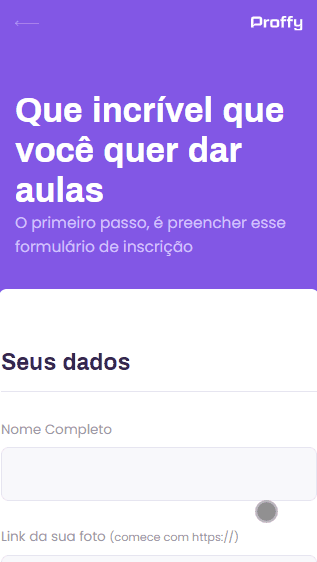 Proffy
Que incrível que
você quer dar
aulas
O primeiro passo, é preencher esse
formulário de inscrição
Seus dados
Nome Completo
Link da sua foto (comece com https://)